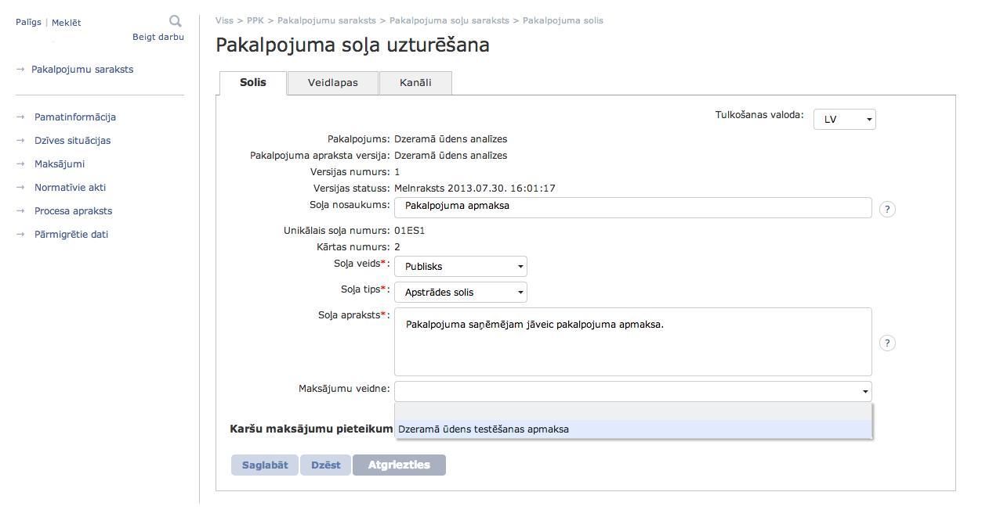 Palīgs | Meklēt
Beigt darbu
→ Pakalpojumu saraksts
→ Pamatinformācija
→ Dzīves situācijas
→ Maksājumi
→ Normatīvie akti
→ Procesa apraksts
→ Pārmigrētie dati
Viss > PPK > Pakalpojumu saraksts > Pakalpojuma soļu saraksts > Pakalpojuma solis
Pakalpojuma soļa uzturēšana
Solis Veidlapas Kanāli
Tulkošanas valoda: LV
Pakalpojums: Dzeramā ūdens analīzes
Pakalpojuma apraksta versija: Dzeramā ūdens analīzes
Versijas numurs: 1
Versijas statuss: Melnraksts 2013.07.30. 16:01:17
Soļa nosaukums: Pakalpojuma apmaksa ?
Unikālais soļa numurs: 01ES1
Kārtas numurs: 2
Soļa veids*: Publisks
Soļa tips*: Apstrādes solis
Soļa apraksts*: Pakalpojuma saņēmējam jāveic pakalpojuma apmaksa. ?
Maksājumu veidne:
Karšu maksājumu pieteikum Dzeramā ūdens testēšanas apmaksa
Saglabāt Dzēst Atgriezties